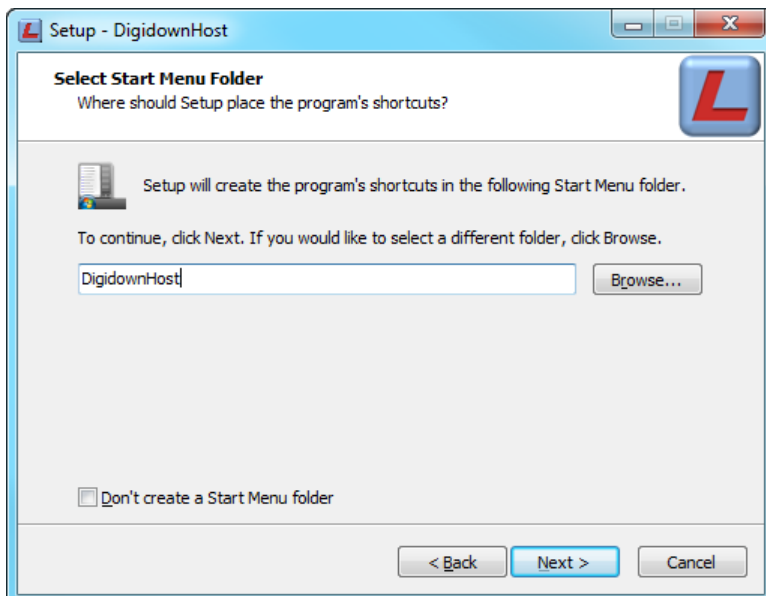 Setup - DigidownHost
Select Start Menu Folder
Where should Setup place the program's shortcuts?
L
Setup will create the program's shortcuts in the following Start Menu folder.
To continue, click Next. If you would like to select a different folder, click Browse.
DigidownHost
Browse...
Don't create a Start Menu folder
< Back
Next >
Cancel